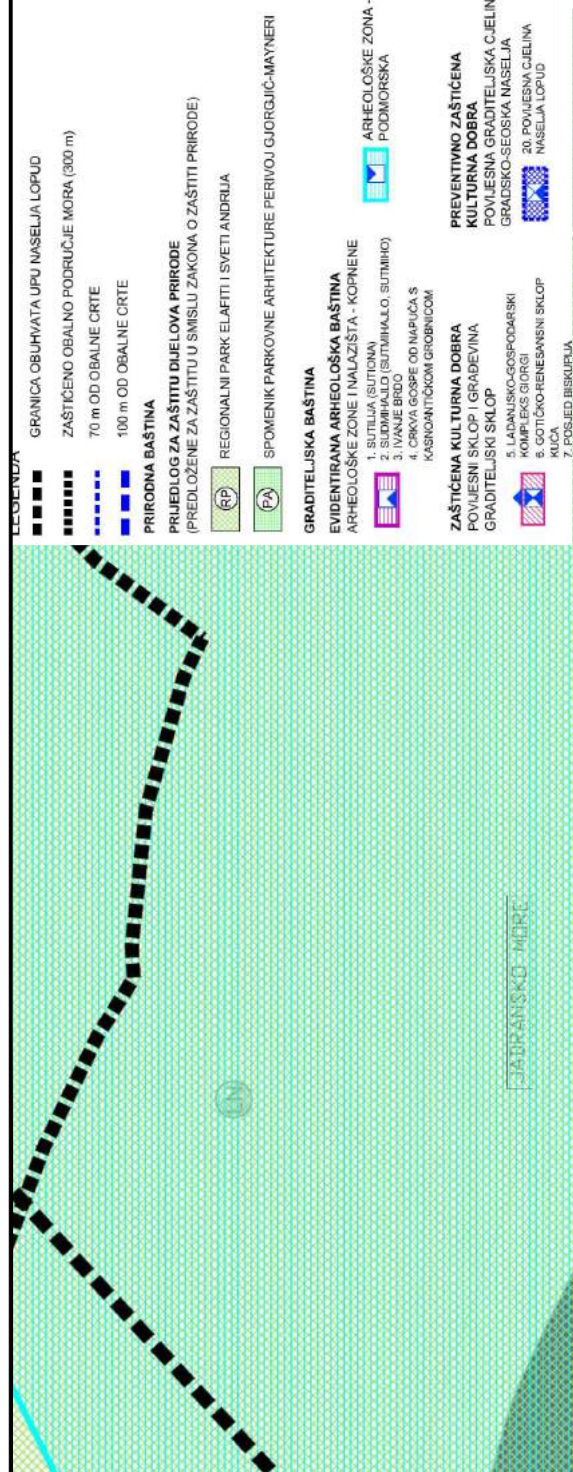 LEGENDA
GRANICA OBUHVATA UPU NASELJA LOPUD
ZAŠTIĆENO OBALNO PODRUČJE MORA (300 m)
70 m OD OBALNE CRTE
100 m OD OBALNE CRTE
PRIRODNA BAŠTINA
PRIJEDLOG ZA ZAŠTITU DIJELOVA PRIRODE
(PREDLOŽENE ZA ZAŠTITU U SMISLU ZAKONA O ZAŠTITI PRIRODE)
RP
REGIONALNI PARK ELAFITI I SVETI ANDRIJA
PA
SPOMENIK PARKOVNE ARHITEKTURE PERIVOJ GJORGJIĆ-MAYNERI
GRADITELJSKA BAŠTINA
EVIDENTIRANA ARHEOLOŠKA BAŠTINA
ARHEOLOŠKE ZONE I NALAZIŠTA - KOPNENE
1. SUTILIJA (SUTIONA)
2. SUDMIHAJLO (SUTMIHAJLO, SUTMIHO)
3. IVANJE BRDO
4. CRKVA GOSPE OD NAPUČA S
KASNOANTIČKOM GROBNICOM
ARHEOLOŠKE ZONE -
PODMORSKA
ZAŠTIĆENA KULTURNA DOBRA
POVIJESNI SKLOP I GRAĐEVINA
GRADITELJSKI SKLOP
5. LADANJSKO-GOSPODARSKI
KOMPLEKS GIORGI
6. GOTIČKO-RENESANSNI SKLOP
KUĆA
7. POSJED BISKUPIJA
PREVENTIVNO ZAŠTIĆENA
KULTURNA DOBRA
POVIJESNA GRADITELJSKA CJELIN
GRADSKO-SEOSKA NASELJA
20. POVIJESNA CJELINA
NASELJA LOPUD
LN
JADRANSKO MORE